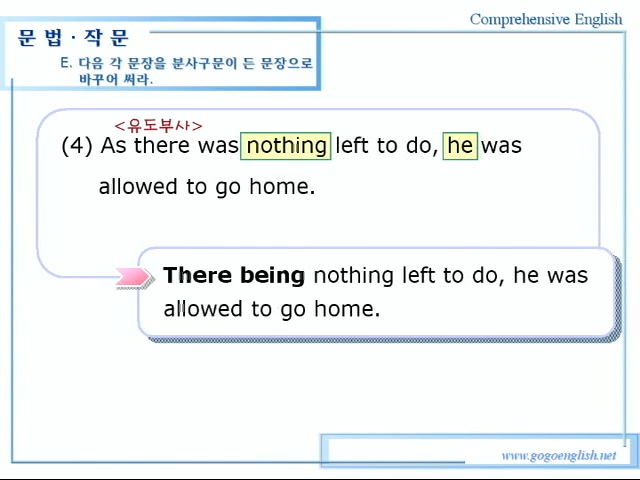 Comprehensive English
문 법 · 작 문
E. 다음 각 문장을 분사구문이 든 문장으로
바꾸어 써라.
<유도부사>
(4) As there was nothing left to do, he was
allowed to go home.
There being nothing left to do, he was
allowed to go home.
www.gogoenglish.net